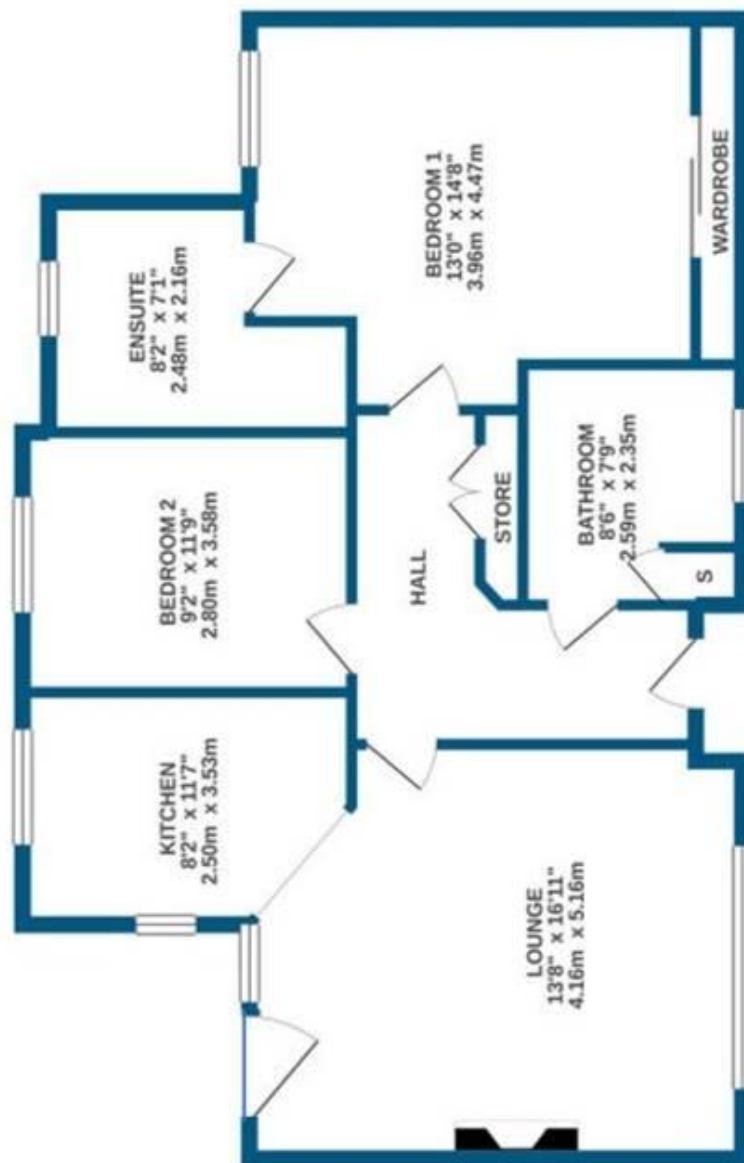 KITCHEN
8'2" x 11'7"
2.50m x 3.53m
BEDROOM 2
9'2" x 11'9"
2.80m x 3.58m
ENSUITE
8'2" x 7'1"
2.48m x 2.16m
LOUNGE
13'8" x 16'11"
4.16m x 5.16m
HALL
STORE
BATHROOM
8'6" x 7'9"
2.59m x 2.35m
S
BEDROOM 1
13'0" x 14'8"
3.96m x 4.47m
WARDROBE